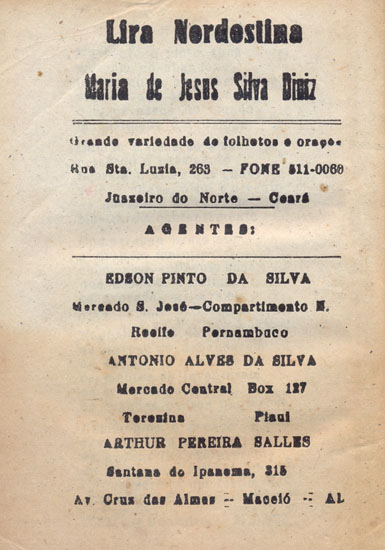 Lira Nordestina
Maria de Jesus Silva Diniz
Grande variedade de folhetos e orações
Rua Sta. Luzia, 263 — FONE 511-0060
Juazeiro do Norte — Ceará
AGENTES:
EDSON PINTO DA SILVA
Mercado S. José—Compartimento N.
Recife Pernambuco
ANTONIO ALVES DA SILVA
Mercado Central Box 127
Teresina Piaui
ARTHUR PEREIRA SALLES
Santana do Ipanema, 315
Av. Cruz das Almas -- Maceió -- AL